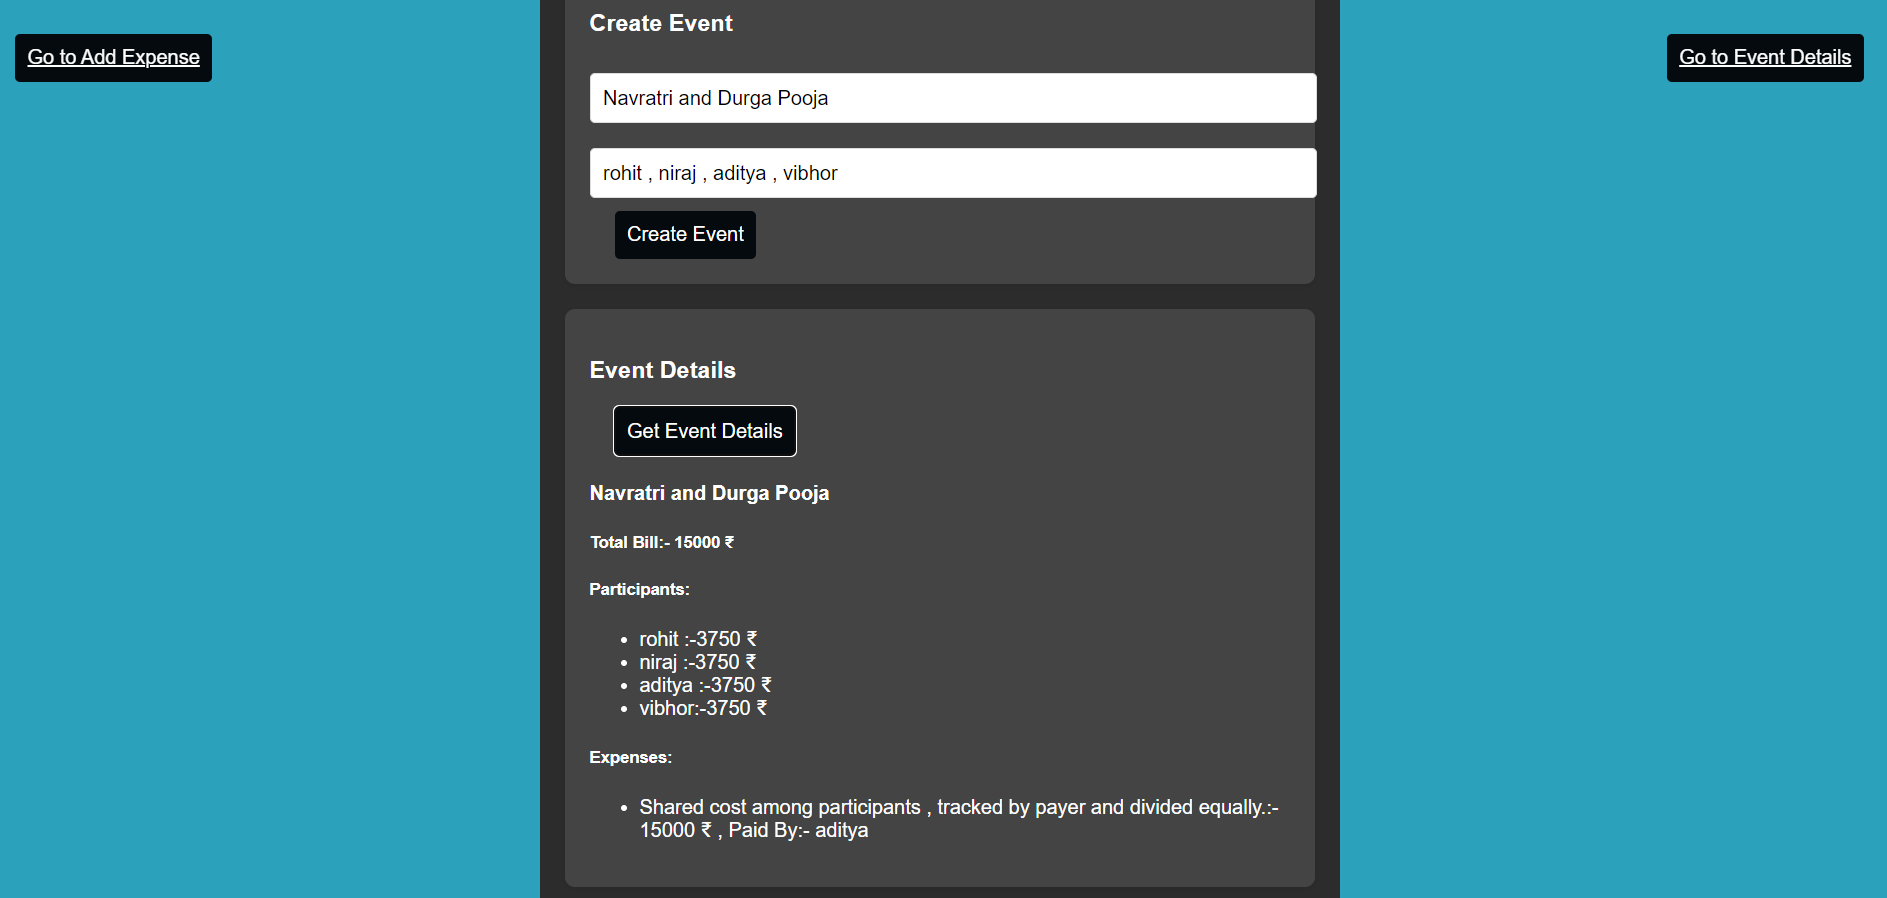 Create Event
Go to Add Expense
Go to Event Details
Navratri and Durga Pooja
rohit , niraj , aditya , vibhor
Create Event
Event Details
Get Event Details
Navratri and Durga Pooja
Total Bill:- 15000 ₹
Participants:
• rohit :-3750 ₹
• niraj :-3750 ₹
• aditya :-3750 ₹
• vibhor:-3750 ₹
Expenses:
• Shared cost among participants , tracked by payer and divided equally.:-
15000 ₹ , Paid By:- aditya